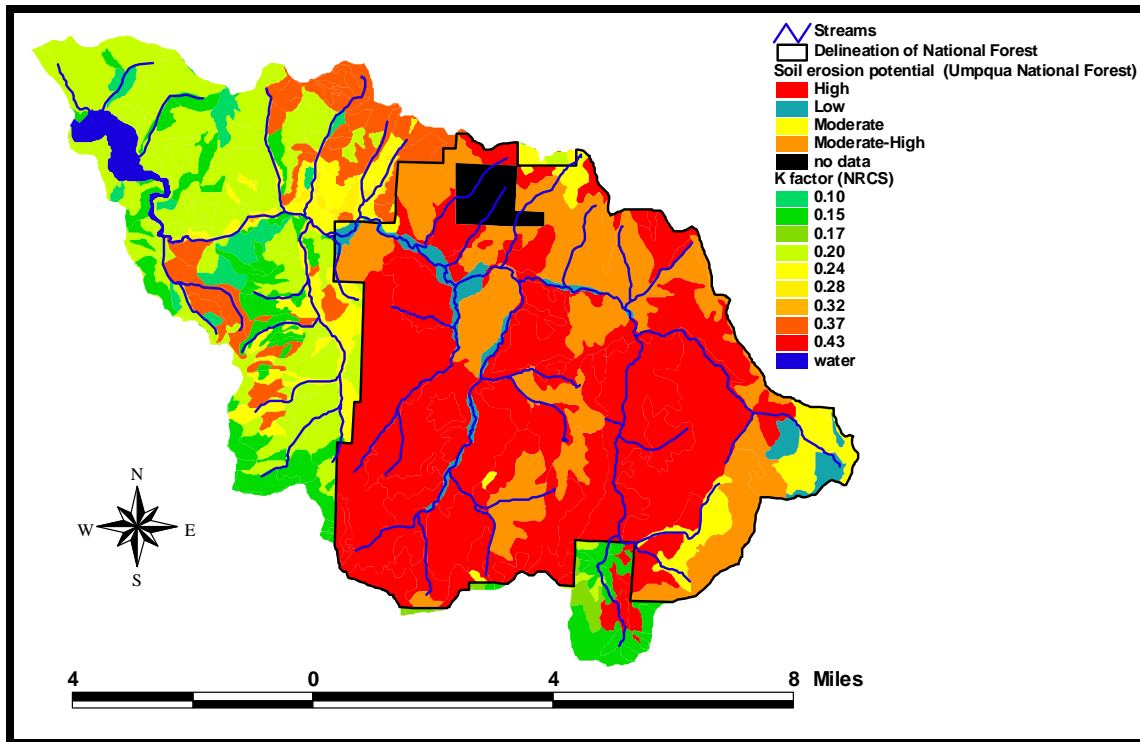 Streams
Delineation of National Forest
Soil erosion potential (Umpqua National Forest)
High
Low
Moderate
Moderate-High
no data
K factor (NRCS)
0.10
0.15
0.17
0.20
0.24
0.28
0.32
0.37
0.43
water
N
W E
S
4 0 4 8 Miles